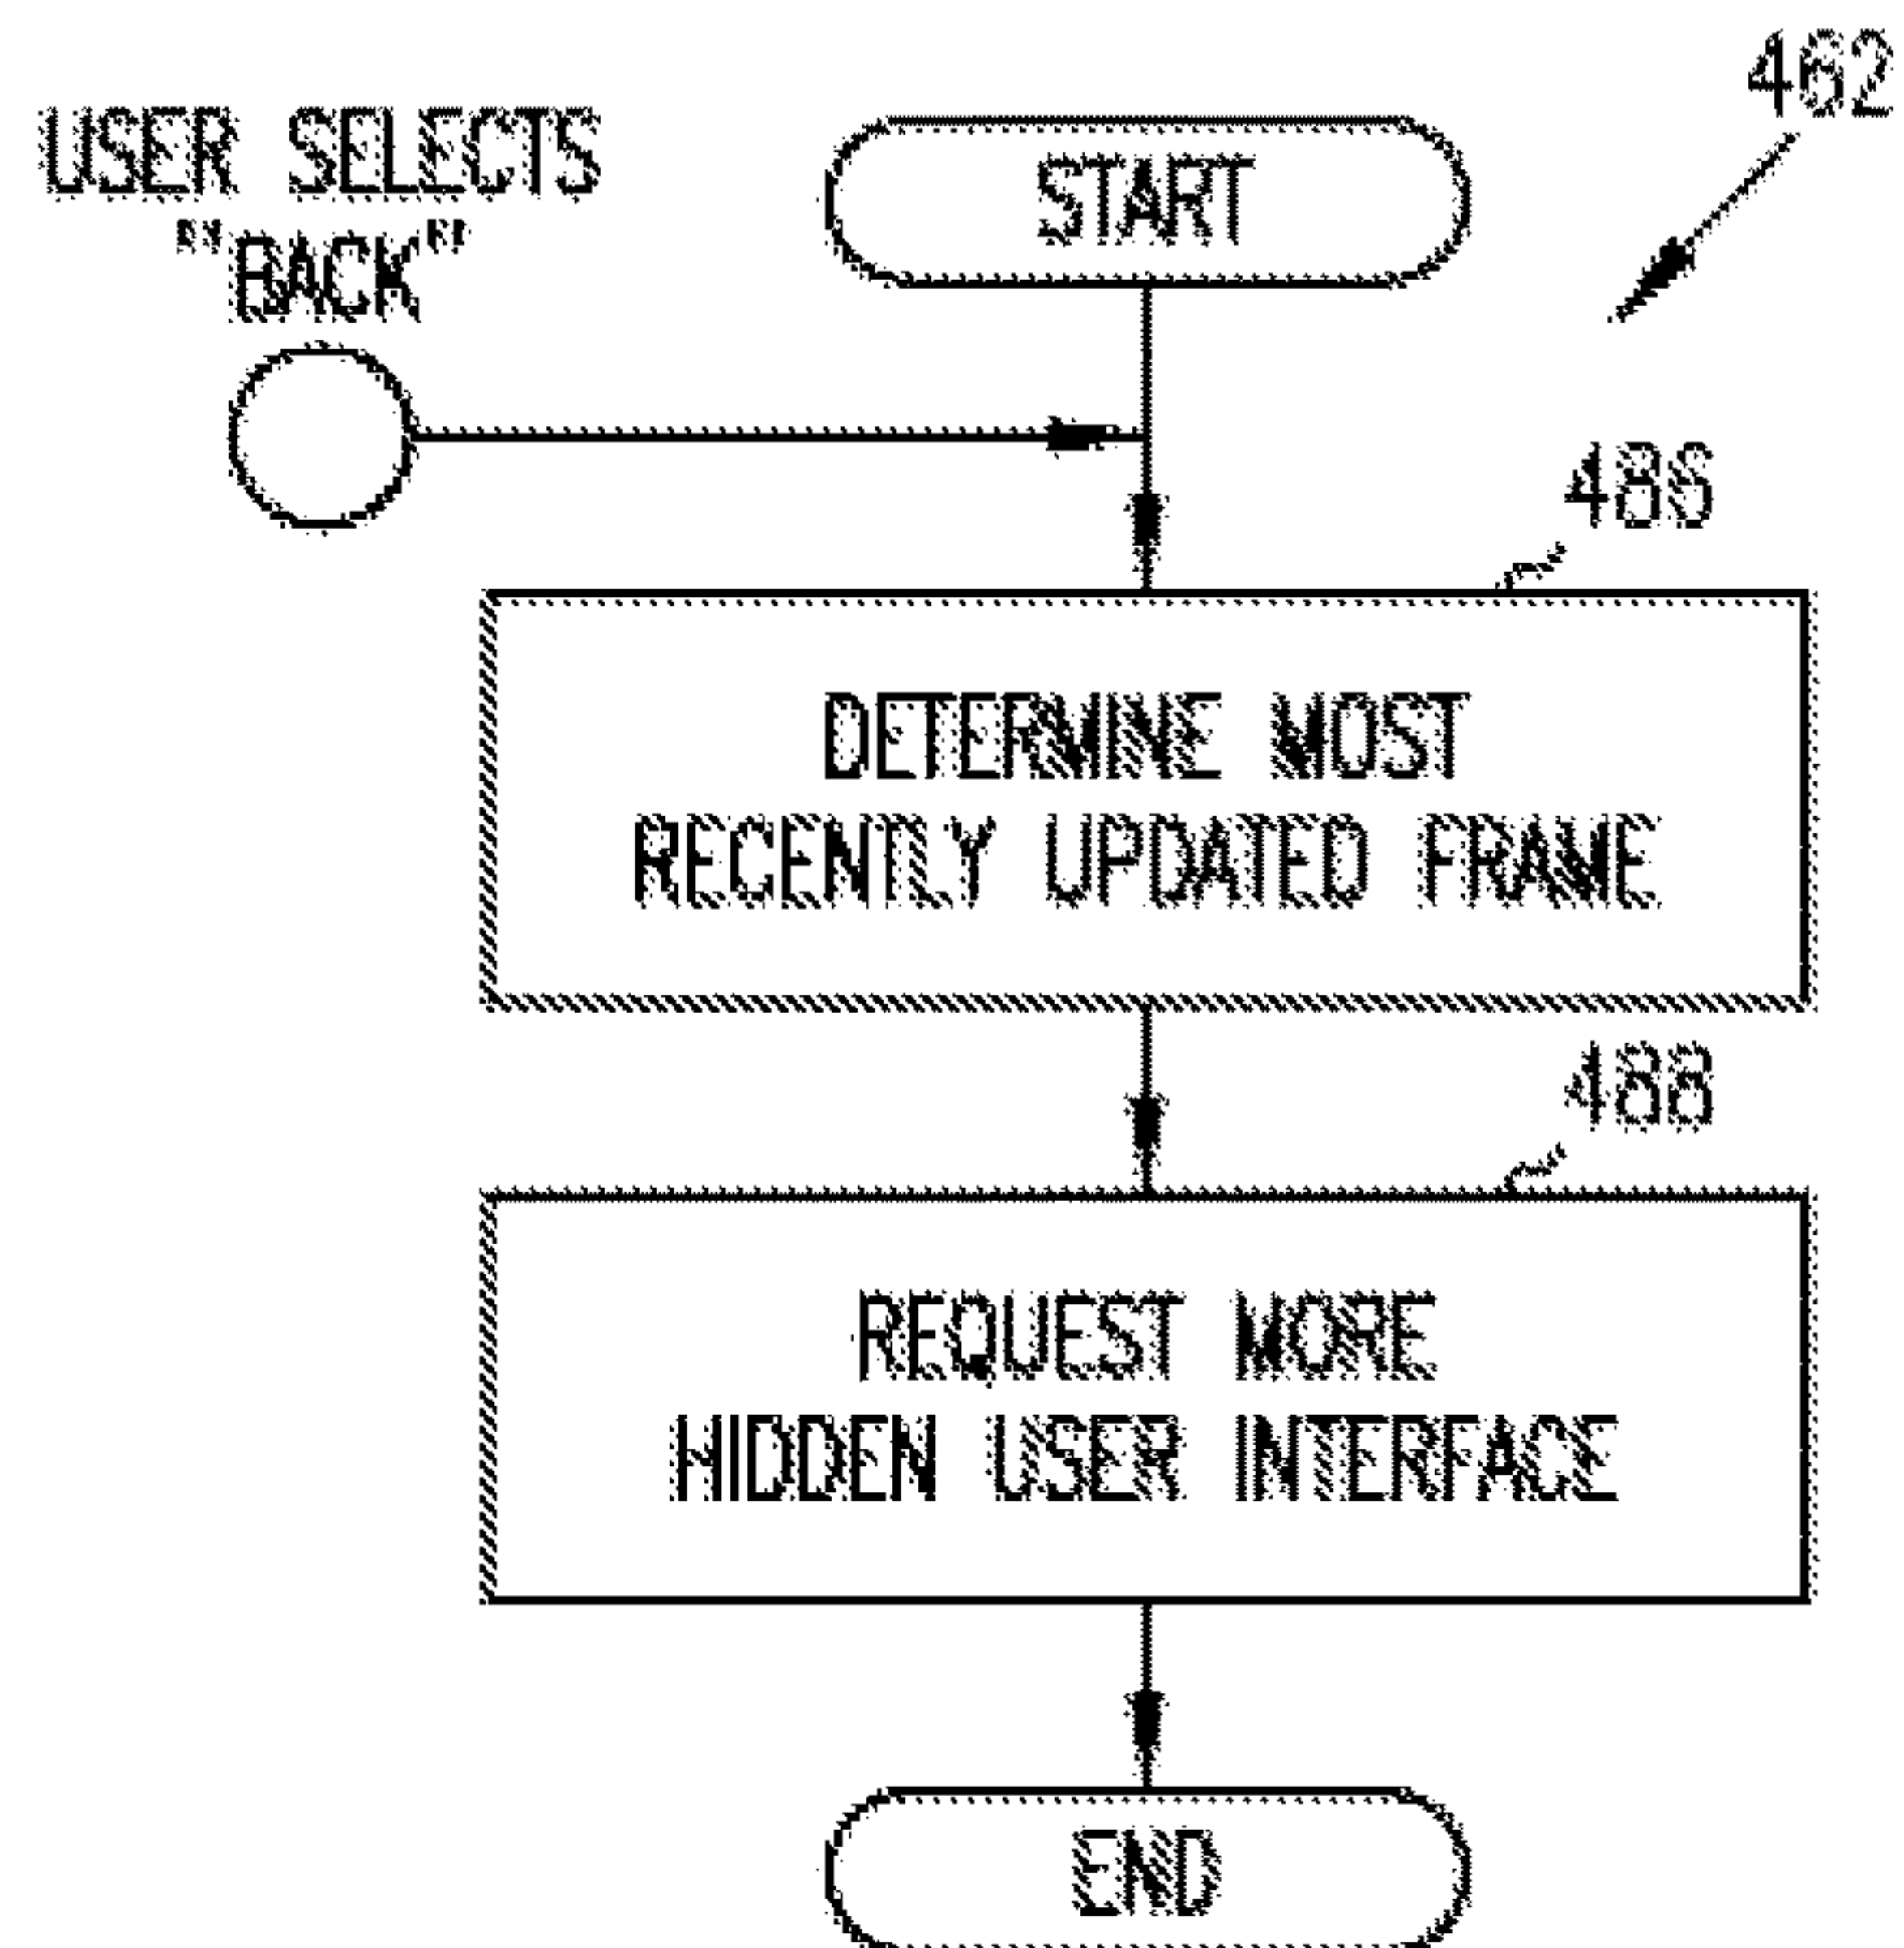 462
USER SELECTS
"BACK"
START
486
DETERMINE MOST
RECENTLY UPDATED FRAME
488
REQUEST MORE
HIDDEN USER INTERFACE
END